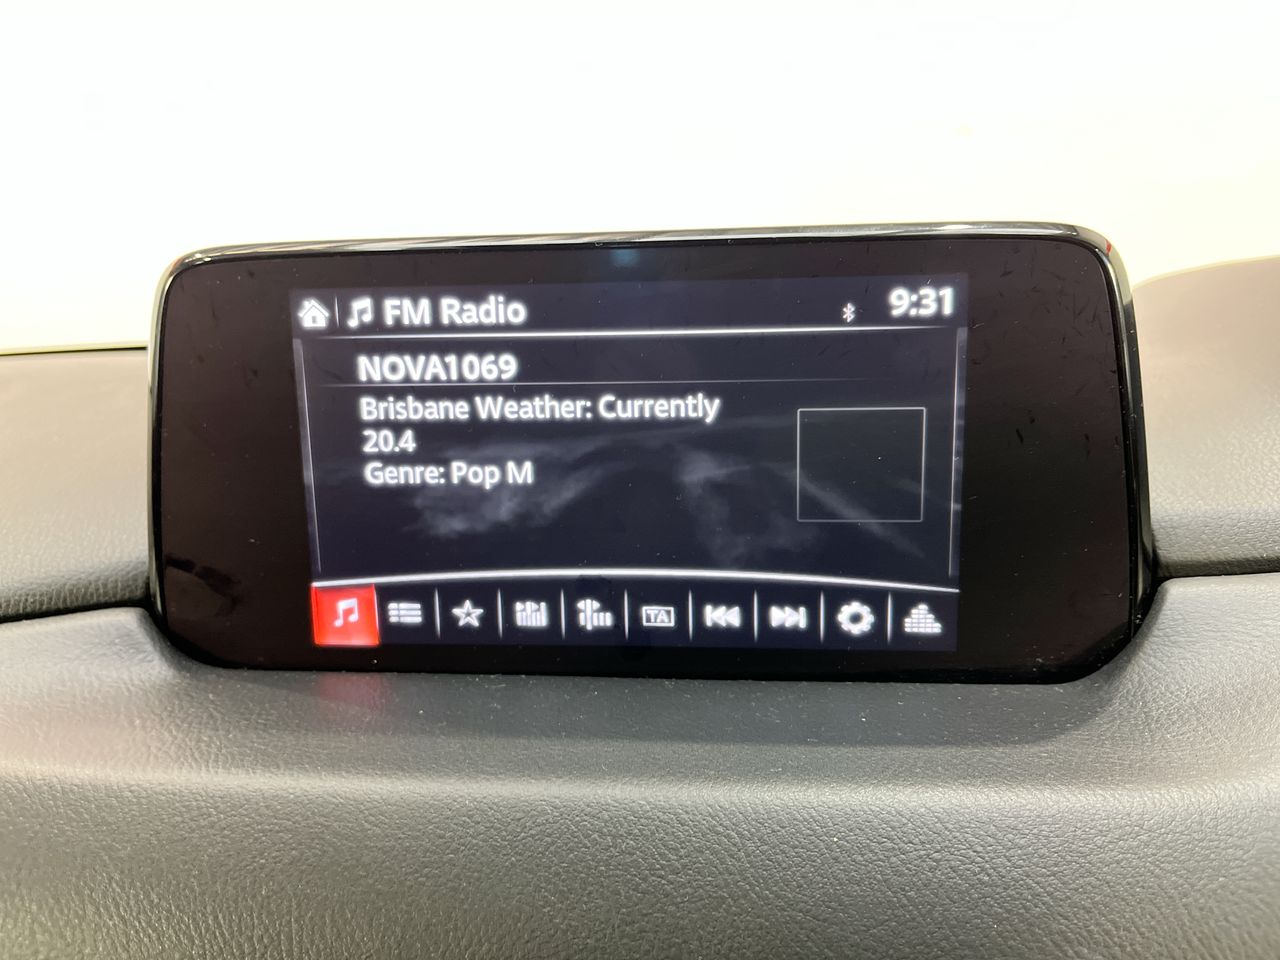 FM Radio
9:31
NOVA1069
Brisbane Weather: Currently
20.4
Genre: Pop M
TA